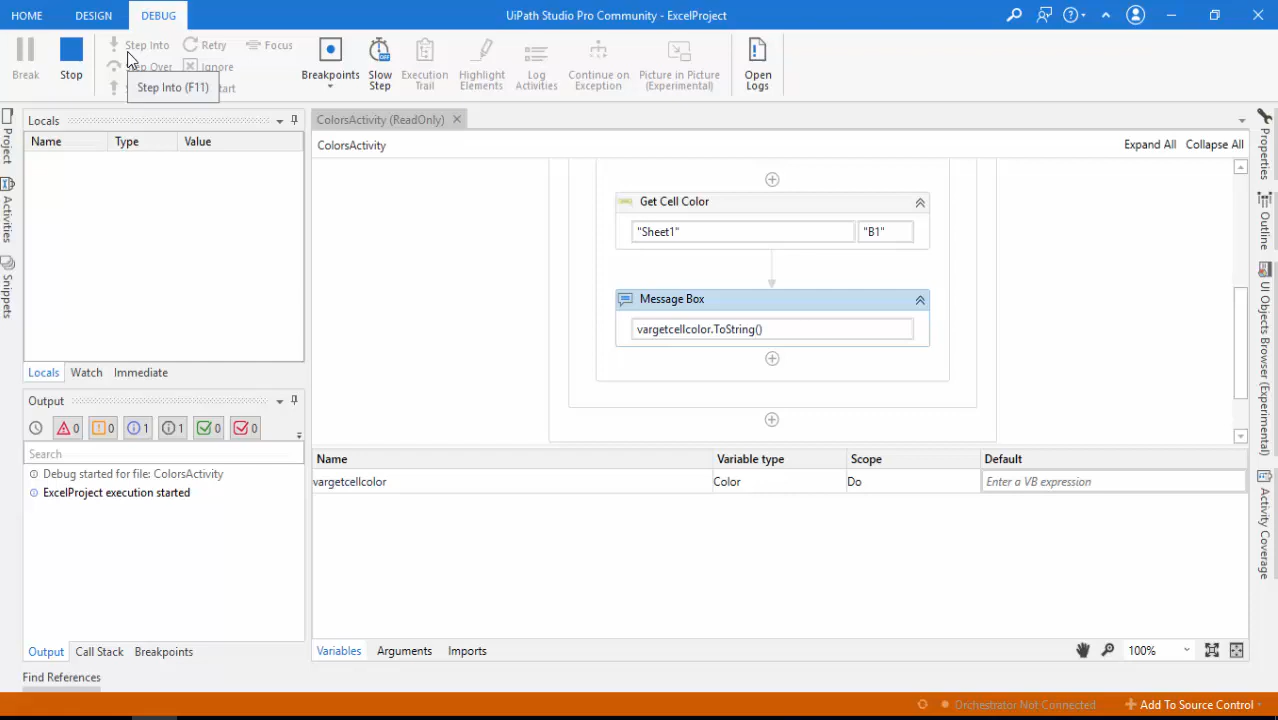 HOME DESIGN DEBUG UiPath Studio Pro Community - ExcelProject
Break Stop Step Into Retry Focus
Step Over Ignore
Step Into (F11)
Breakpoints Slow Step Execution Trail Highlight Elements Log Activities Continue on Exception Picture in Picture (Experimental) Open Logs
Project
Activities
Snippets
Locals
Name Type Value
Locals Watch Immediate
Output
0 0 1 1 0 0
Search
Debug started for file: ColorsActivity
ExcelProject execution started
Output Call Stack Breakpoints
Find References
ColorsActivity (ReadOnly)
ColorsActivity Expand All Collapse All
Get Cell Color
"Sheet1" "B1"
Message Box
vargetcellcolor.ToString()
Name Variable type Scope Default
vargetcellcolor Color Do Enter a VB expression
Variables Arguments Imports 100%
Properties
Outline
UI Objects Browser (Experimental)
Activity Coverage
Orchestrator Not Connected Add To Source Control